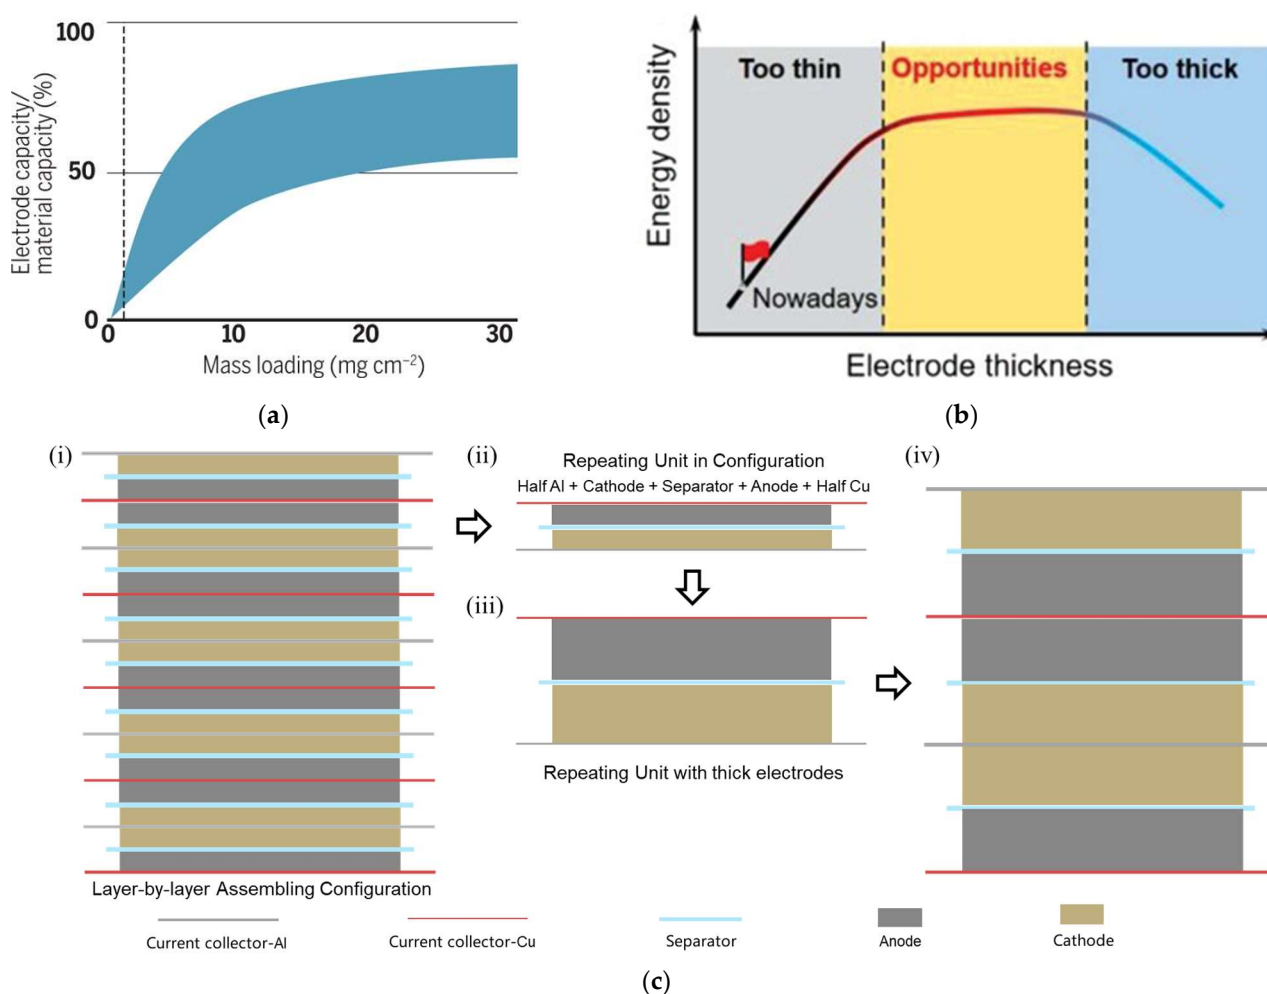 100
50
0
0
10
20
30
Electrode capacity/
material capacity (%)
Mass loading (mg cm⁻²)
(a)
Too thin
Opportunities
Too thick
Nowadays
Energy density
Electrode thickness
(b)
(i)
Layer-by-layer Assembling Configuration
(ii)
Repeating Unit in Configuration
Half Al + Cathode + Separator + Anode + Half Cu
(iii)
Repeating Unit with thick electrodes
(iv)
Current collector-Al
Current collector-Cu
Separator
Anode
Cathode
(c)